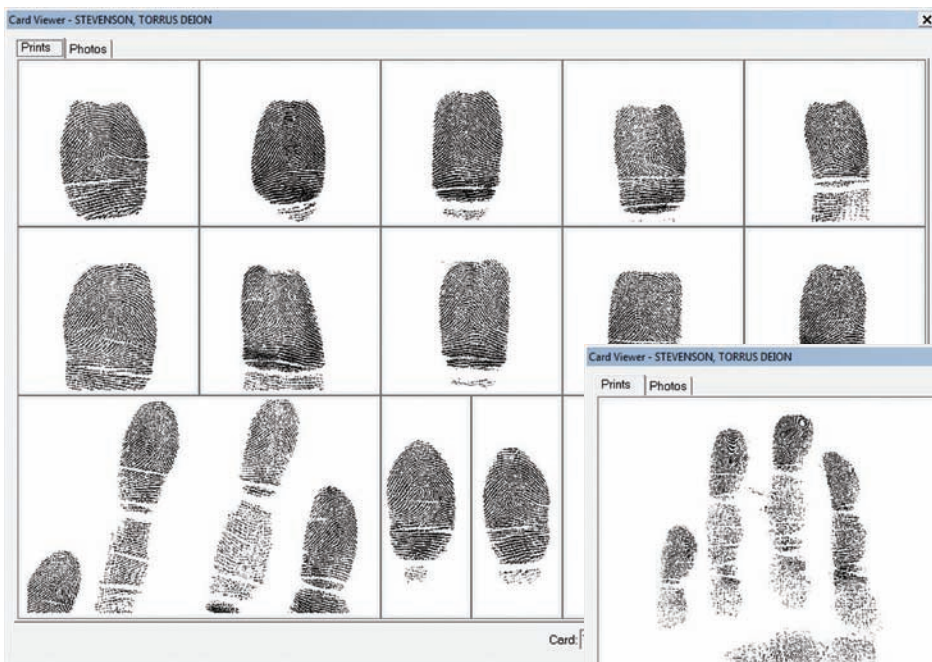 Card Viewer - STEVENSON, TORRUS DEION
Prints Photos
Card Viewer - STEVENSON, TORRUS DEION
Prints Photos
Card: